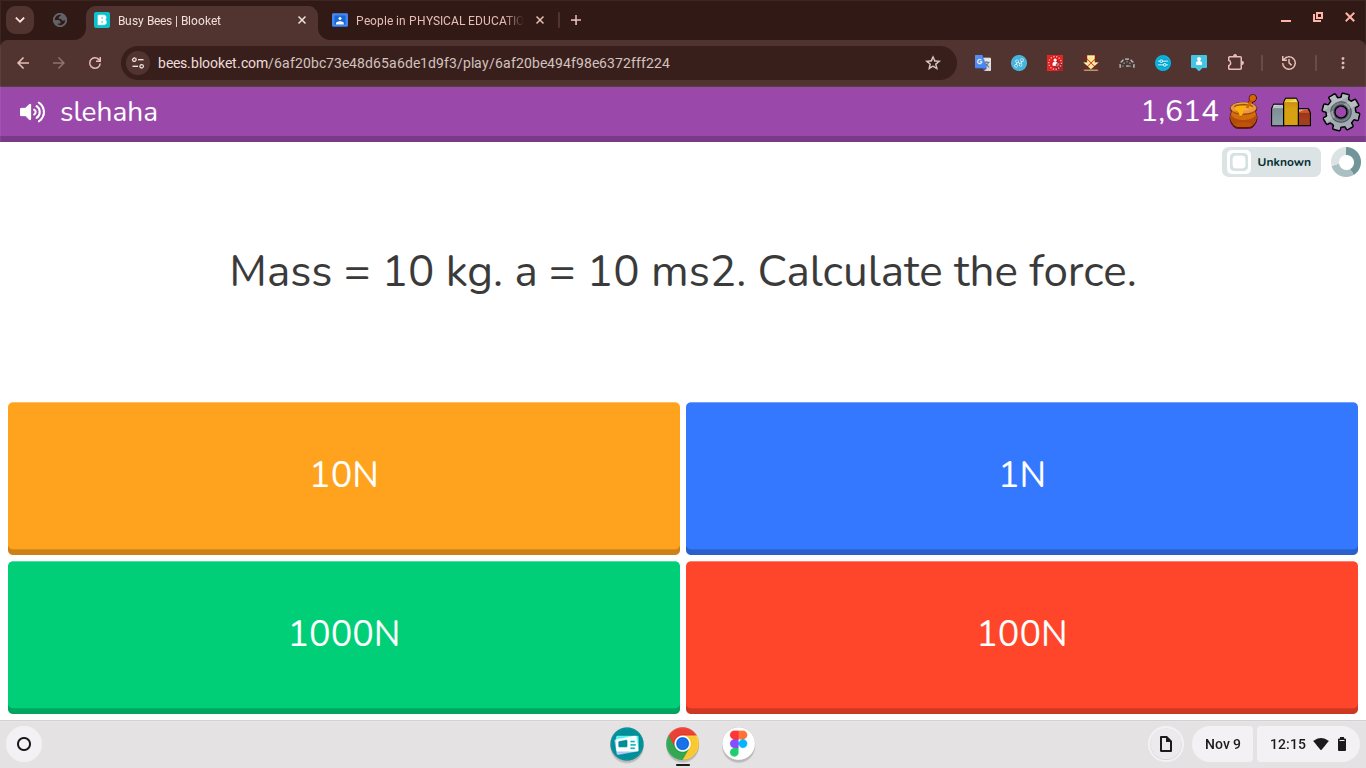 Busy Bees | Blooket
People in PHYSICAL EDUCATIO
bees.blooket.com/6af20bc73e48d65a6de1d9f3/play/6af20be494f98e6372fff224
slehaha
1,614
Unknown
Mass = 10 kg. a = 10 ms2. Calculate the force.
10N
1N
1000N
100N
Nov 9
12:15